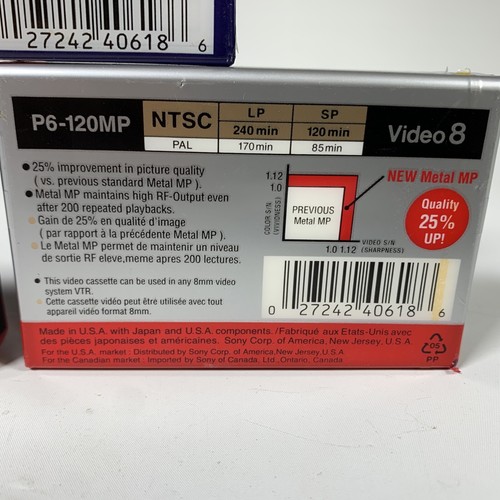 27242 40618 6
P6-120MP
NTSC LP SP
240 min 120 min
PAL 170 min 85 min
Video 8
• 25% improvement in picture quality
( vs. previous standard Metal MP ).
• Metal MP maintains high RF-Output even
after 200 repeated playbacks.
• Gain de 25% en qualité d'image
( par rapport à la précédente Metal MP ).
• Le Metal MP permet de maintenir un niveau
de sortie RF eleve,meme apres 200 lectures.
• This video cassette can be used in any 8mm video
system VTR.
• Cette cassette vidéo peut être utilisée avec tout
appareil vidéo format 8mm.
1.12
1.0
COLOR S/N
(VIVIDNESS)
PREVIOUS
Metal MP
NEW Metal MP
1.0 1.12
VIDEO S/N
(SHARPNESS)
Quality
25%
UP!
0 27242 40618 6
Made in U.S.A. with Japan and U.S.A. components./Fabriqué aux Etats-Unis avec
des pièces japonaises et américaines. Sony Corp. of America, New Jersey, U.S.A
For the U.S.A. market : Distributed by Sony Corp. of America,New Jersey,U.S.A
For the Canadian market : Imported by Sony of Canada, Ltd.,Ontario, Canada
05
PP